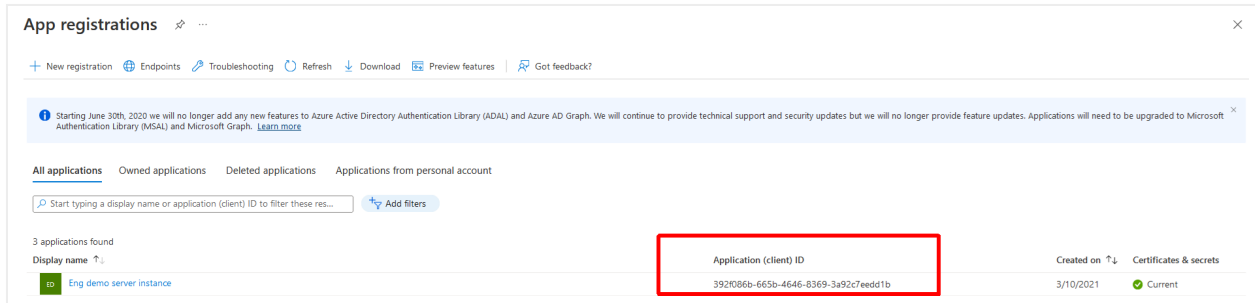 App registrations
New registration Endpoints Troubleshooting Refresh Download Preview features Got feedback?
Starting June 30th, 2020 we will no longer add any new features to Azure Active Directory Authentication Library (ADAL) and Azure AD Graph. We will continue to provide technical support and security updates but we will no longer provide feature updates. Applications will need to be upgraded to Microsoft
Authentication Library (MSAL) and Microsoft Graph. Learn more
All applications Owned applications Deleted applications Applications from personal account
Start typing a display name or application (client) ID to filter these res... Add filters
3 applications found
Display name Application (client) ID Created on Certificates & secrets
ED Eng demo server instance 392f086b-665b-4646-8369-3a92c7eedd1b 3/10/2021 Current